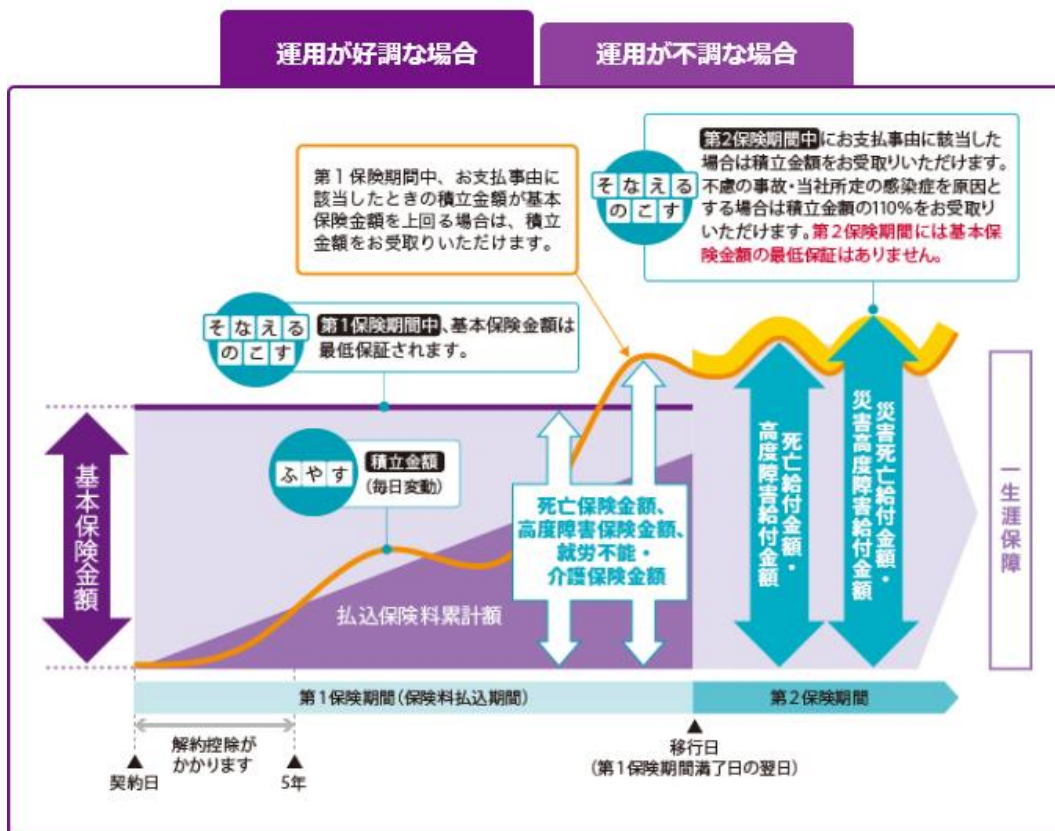 運用が好調な場合
運用が不調な場合
第1保険期間中、お支払事由に
該当したときの積立金額が基本
保険金額を上回る場合は、積立
金額をお受取りいただけます。
そなえる
のこす
第2保険期間中にお支払事由に該当した
場合は積立金額をお受取りいただけます。
不慮の事故・当社所定の感染症を原因と
する場合は積立金額の110%をお受取り
いただけます。第2保険期間には基本保
険金額の最低保証はありません。
そなえる
のこす
第1保険期間中、基本保険金額は
最低保証されます。
ふやす
積立金額
(毎日変動)
基本保険金額
払込保険料累計額
死亡保険金額、
高度障害保険金額、
就労不能・
介護保険金額
死亡給付金額・
高度障害給付金額
災害死亡給付金額・
災害高度障害給付金額
一生涯保障
第1保険期間(保険料払込期間)
第2保険期間
解約控除が
かかります
▲
契約日
▲
5年
▲
移行日
(第1保険期間満了日の翌日)